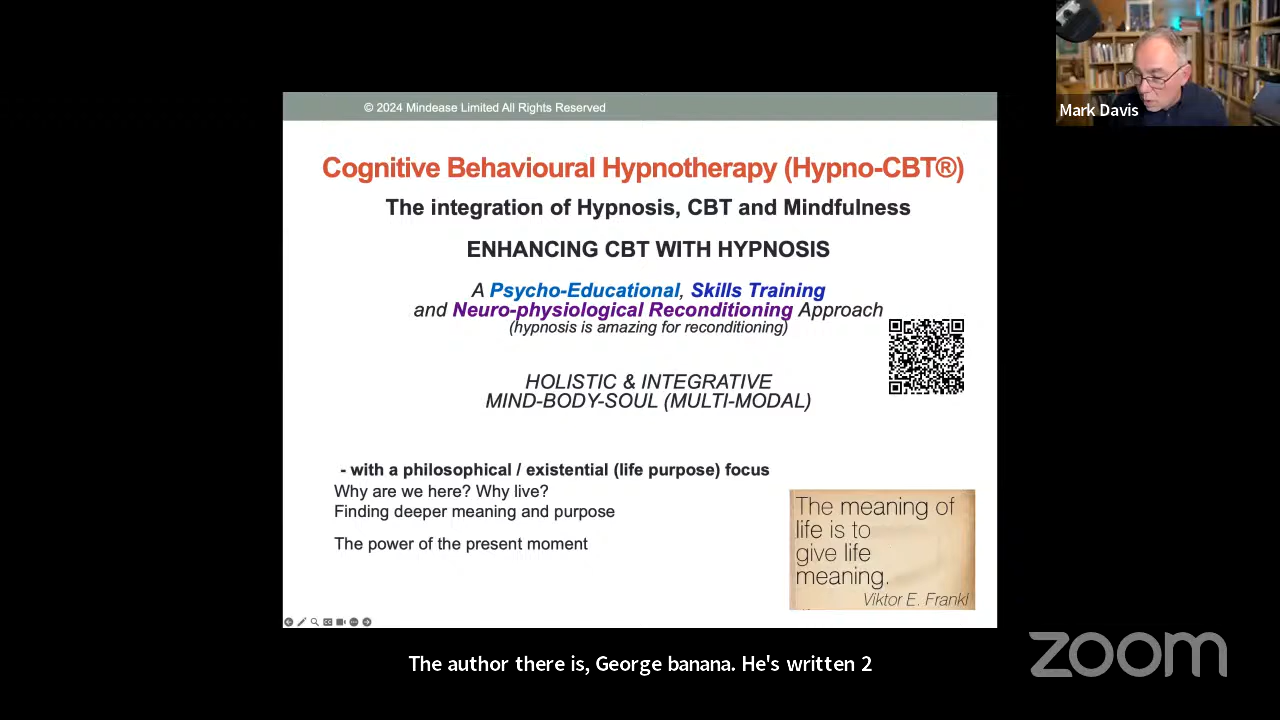 © 2024 Mindease Limited All Rights Reserved
Mark Davis
Cognitive Behavioural Hypnotherapy (Hypno-CBT®)
The integration of Hypnosis, CBT and Mindfulness
ENHANCING CBT WITH HYPNOSIS
A Psycho-Educational, Skills Training
and Neuro-physiological Reconditioning Approach
(hypnosis is amazing for reconditioning)
HOLISTIC & INTEGRATIVE
MIND-BODY-SOUL (MULTI-MODAL)
- with a philosophical / existential (life purpose) focus
Why are we here? Why live?
Finding deeper meaning and purpose
The power of the present moment
The meaning of
life is to
give life
meaning.
Viktor E. Frankl
The author there is, George banana. He's written 2
zoom